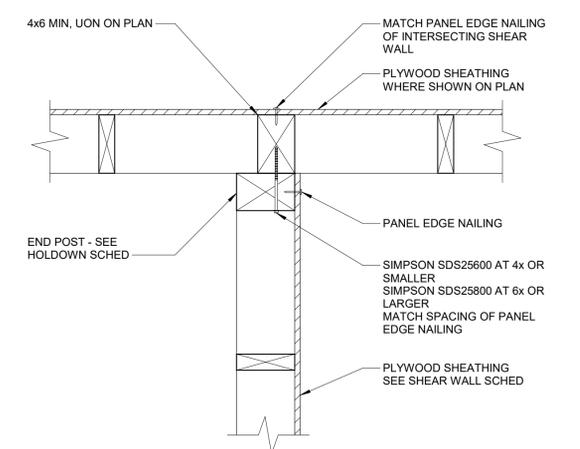 4x6 MIN, UON ON PLAN
MATCH PANEL EDGE NAILING
OF INTERSECTING SHEAR
WALL
PLYWOOD SHEATHING
WHERE SHOWN ON PLAN
PANEL EDGE NAILING
END POST - SEE
HOLDOWN SCHED
SIMPSON SDS25600 AT 4x OR
SMALLER
SIMPSON SDS25800 AT 6x OR
LARGER
MATCH SPACING OF PANEL
EDGE NAILING
PLYWOOD SHEATHING
SEE SHEAR WALL SCHED